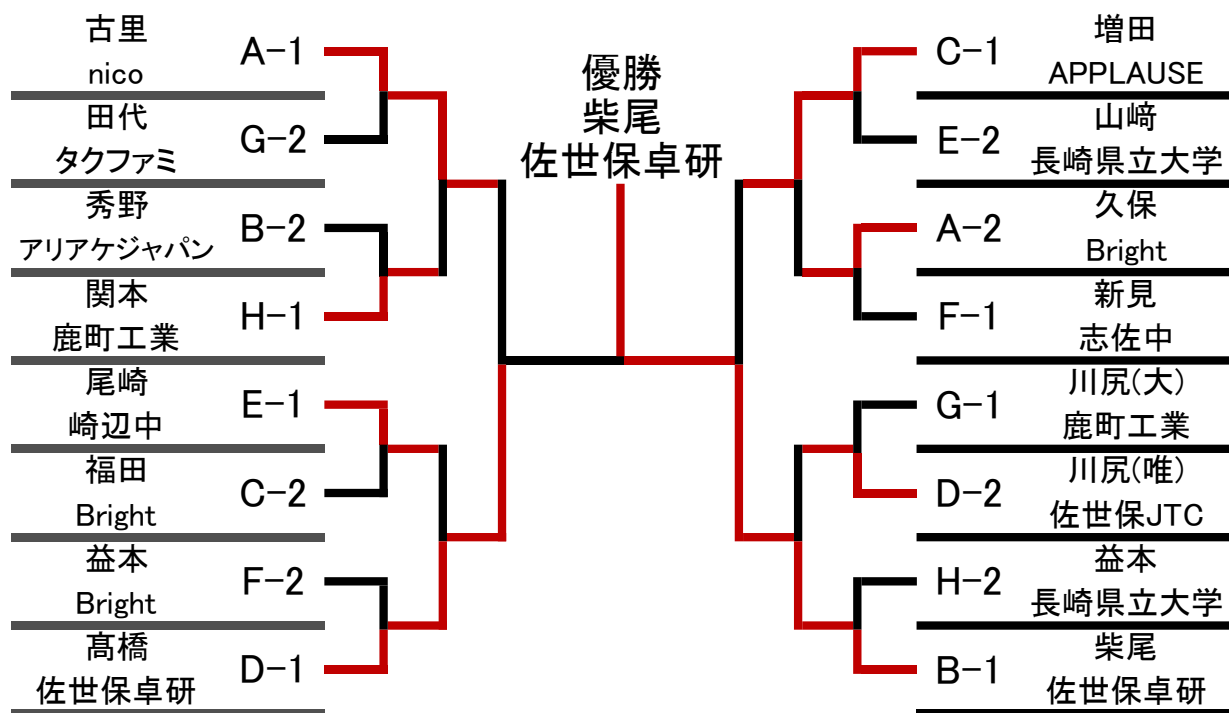 古里
nico
A-1
田代
タクファミ
G-2
秀野
アリアケジャパン
B-2
関本
鹿町工業
H-1
尾崎
崎辺中
E-1
福田
Bright
C-2
益本
Bright
F-2
髙橋
佐世保卓研
D-1
優勝
柴尾
佐世保卓研
C-1
増田
APPLAUSE
E-2
山﨑
長崎県立大学
A-2
久保
Bright
F-1
新見
志佐中
G-1
川尻(大)
鹿町工業
D-2
川尻(唯)
佐世保JTC
H-2
益本
長崎県立大学
B-1
柴尾
佐世保卓研